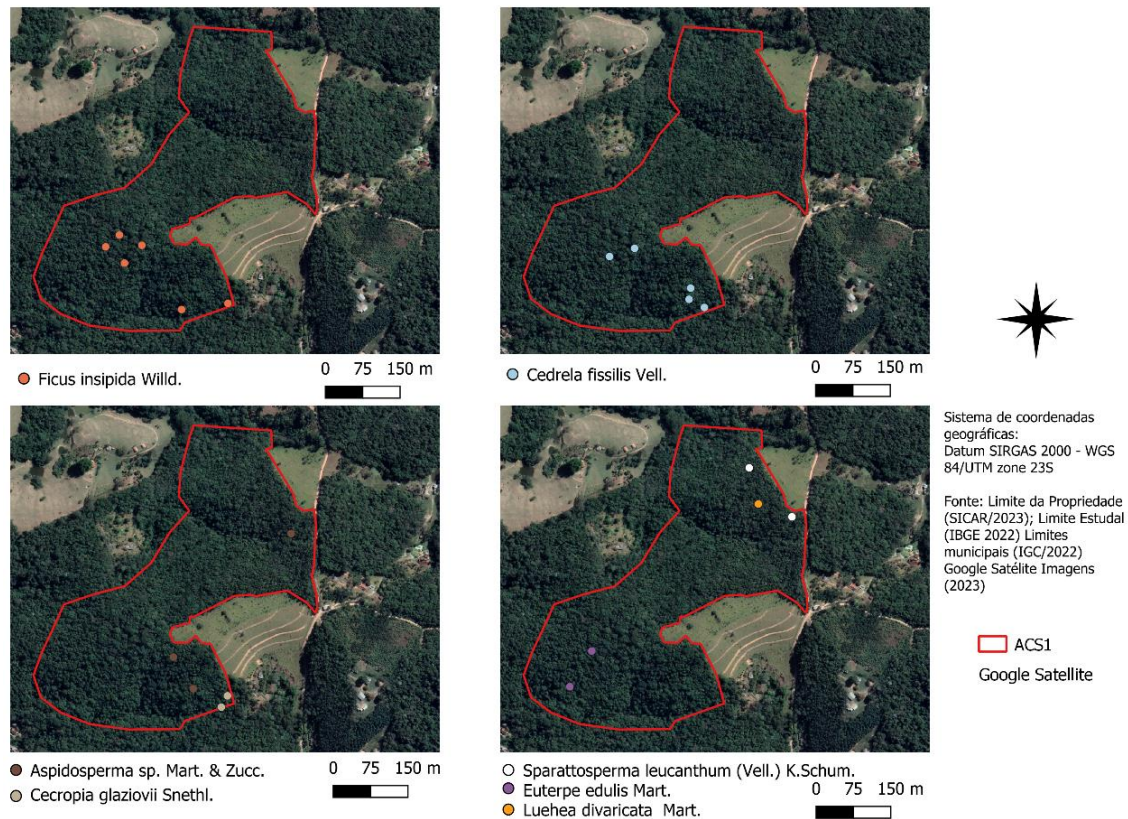 Ficus insipida Willd.
0 75 150 m
Cedrela fissilis Vell.
0 75 150 m
Sistema de coordenadas
geográficas:
Datum SIRGAS 2000 - WGS
84/UTM zone 23S
Fonte: Limite da Propriedade
(SICAR/2023); Limite Estudal
(IBGE 2022) Limites
municipais (IGC/2022)
Google Satélite Imagens
(2023)
ACS1
Google Satellite
Aspidosperma sp. Mart. & Zucc.
Cecropia glaziovii Snethl.
0 75 150 m
Sparattosperma leucanthum (Vell.) K.Schum.
Euterpe edulis Mart.
Luehea divaricata Mart.
0 75 150 m